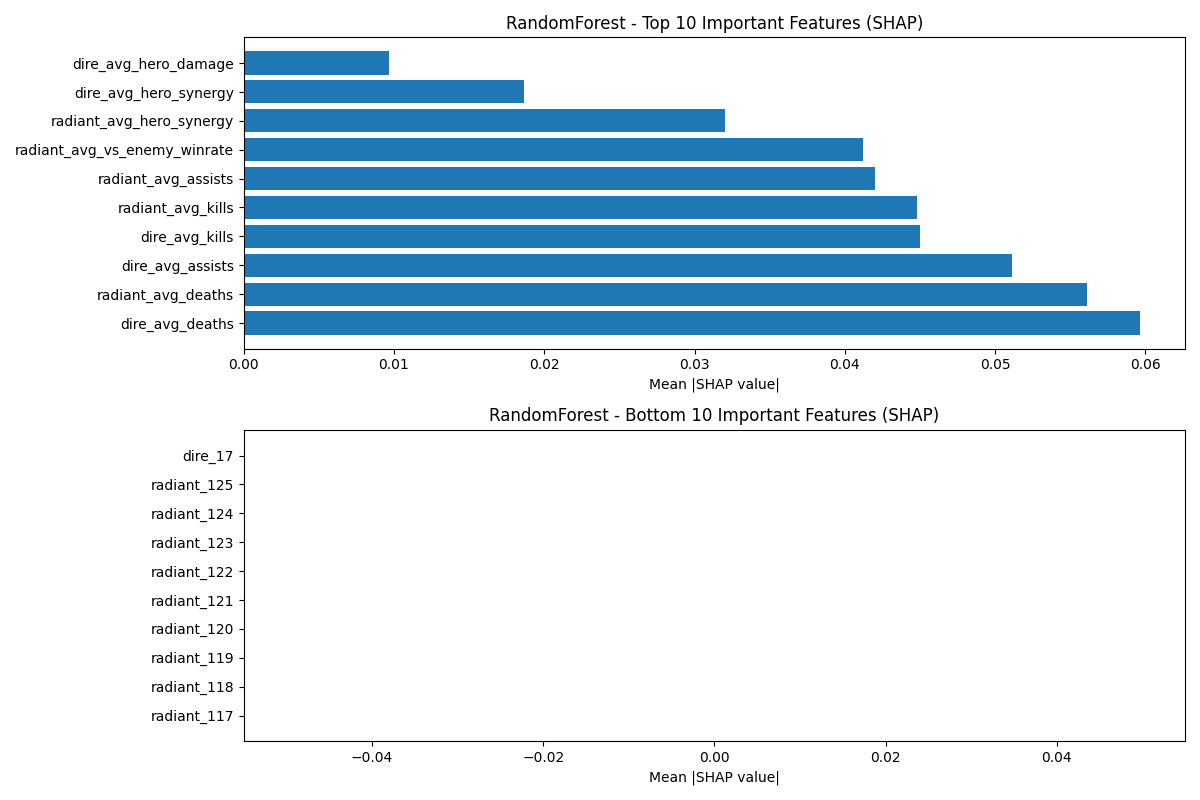 RandomForest - Top 10 Important Features (SHAP)
dire_avg_hero_damage
dire_avg_hero_synergy
radiant_avg_hero_synergy
radiant_avg_vs_enemy_winrate
radiant_avg_assists
radiant_avg_kills
dire_avg_kills
dire_avg_assists
radiant_avg_deaths
dire_avg_deaths
0.00 0.01 0.02 0.03 0.04 0.05 0.06
Mean |SHAP value|
RandomForest - Bottom 10 Important Features (SHAP)
dire_17
radiant_125
radiant_124
radiant_123
radiant_122
radiant_121
radiant_120
radiant_119
radiant_118
radiant_117
−0.04 −0.02 0.00 0.02 0.04
Mean |SHAP value|